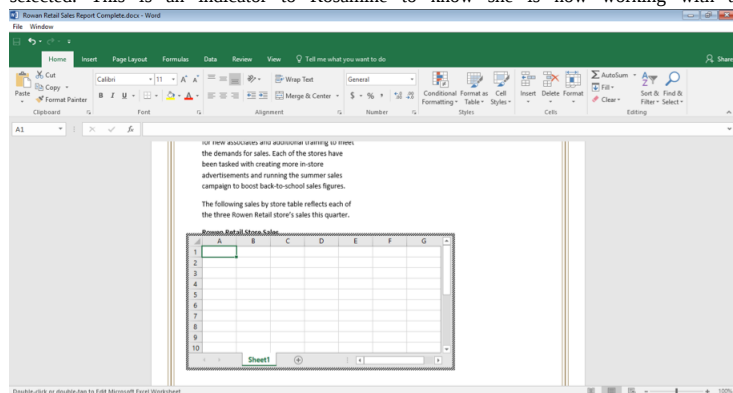 selected. This is an indicator to Rosalinne to know she is now working with a
Rowan Retail Sales Report Complete.docx - Word
File Window
Home Insert Page Layout Formulas Data Review View Tell me what you want to do Share
Cut
Copy
Format Painter
Paste
Calibri 11 A A
B I U A
Wrap Text
Merge & Center
General
$ % ,
Conditional Formatting Format as Table Cell Styles
Insert Delete Format
AutoSum
Fill
Clear
Sort & Filter Find & Select
Clipboard Font Alignment Number Styles Cells Editing
A1 fx
for new associates and additional training to meet
the demands for sales. Each of the stores have
been tasked with creating more in-store
advertisements and running the summer sales
campaign to boost back-to-school sales figures.
The following sales by store table reflects each of
the three Rowen Retail store's sales this quarter.
Rowen Retail Store Sales
A B C D E F G
1
2
3
4
5
6
7
8
9
10
Sheet1
Double-click or double-tap to Edit Microsoft Excel Worksheet 100%